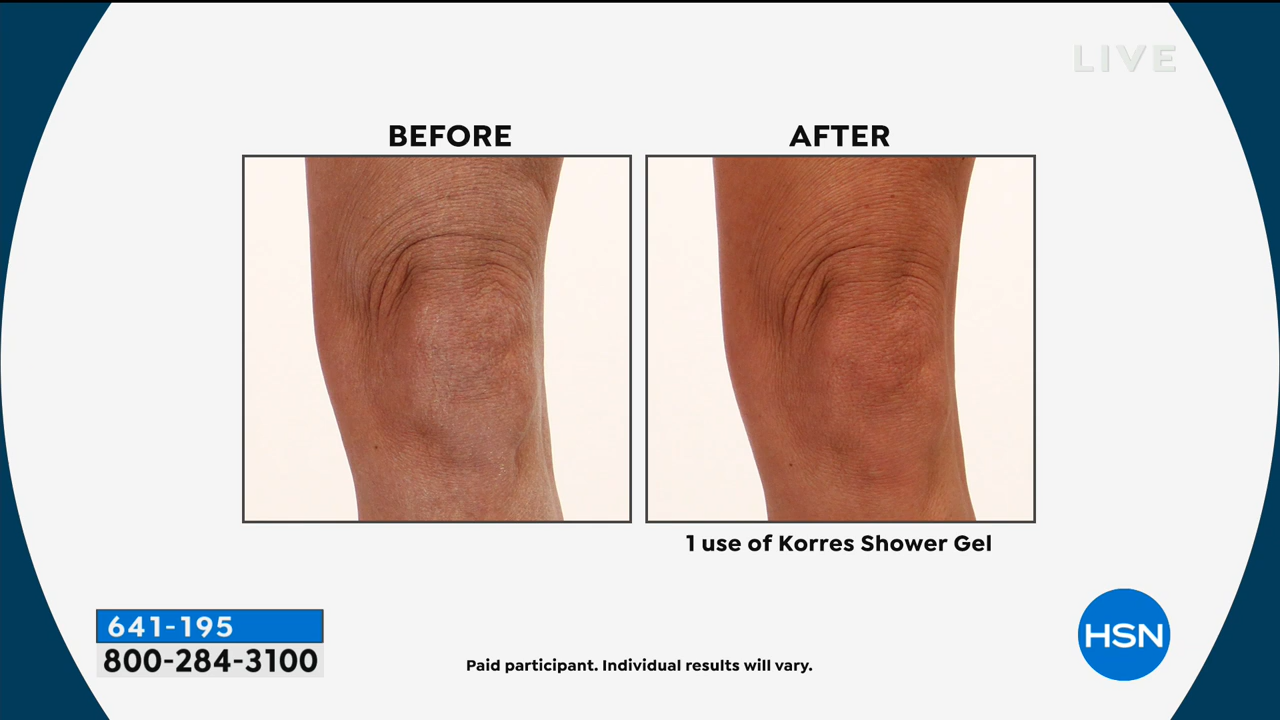 LIVE
BEFORE
AFTER
1 use of Korres Shower Gel
641-195
800-284-3100
Paid participant. Individual results will vary.
HSN